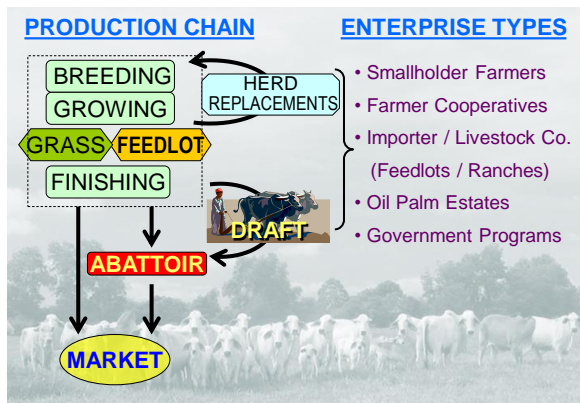 PRODUCTION CHAIN
BREEDING
GROWING
GRASS
FEEDLOT
FINISHING
HERD
REPLACEMENTS
DRAFT
ABATTOIR
MARKET
ENTERPRISE TYPES
• Smallholder Farmers
• Farmer Cooperatives
• Importer / Livestock Co.
(Feedlots / Ranches)
• Oil Palm Estates
• Government Programs